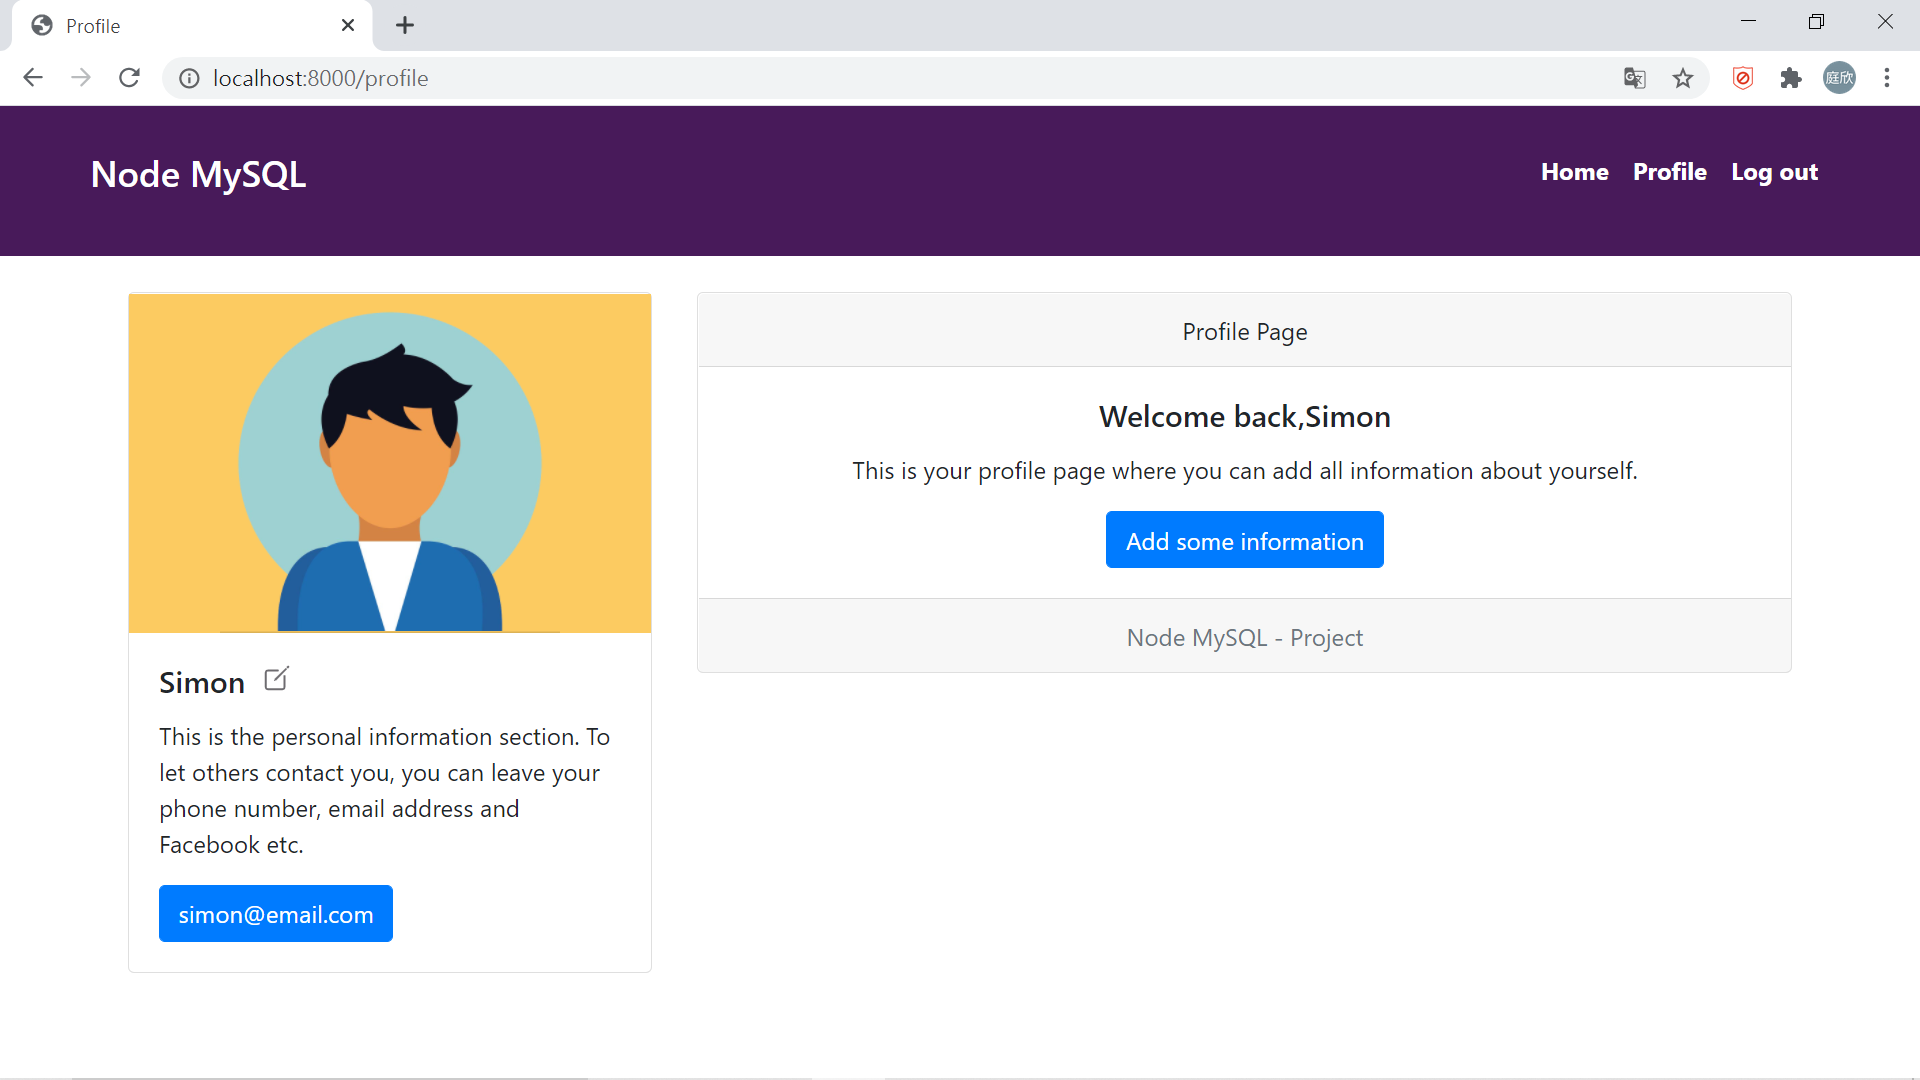 Profile
localhost:8000/profile
庭欣
Node MySQL
Home Profile Log out
Profile Page
Welcome back,Simon
This is your profile page where you can add all information about yourself.
Add some information
Node MySQL - Project
Simon
This is the personal information section. To
let others contact you, you can leave your
phone number, email address and
Facebook etc.
simon@email.com